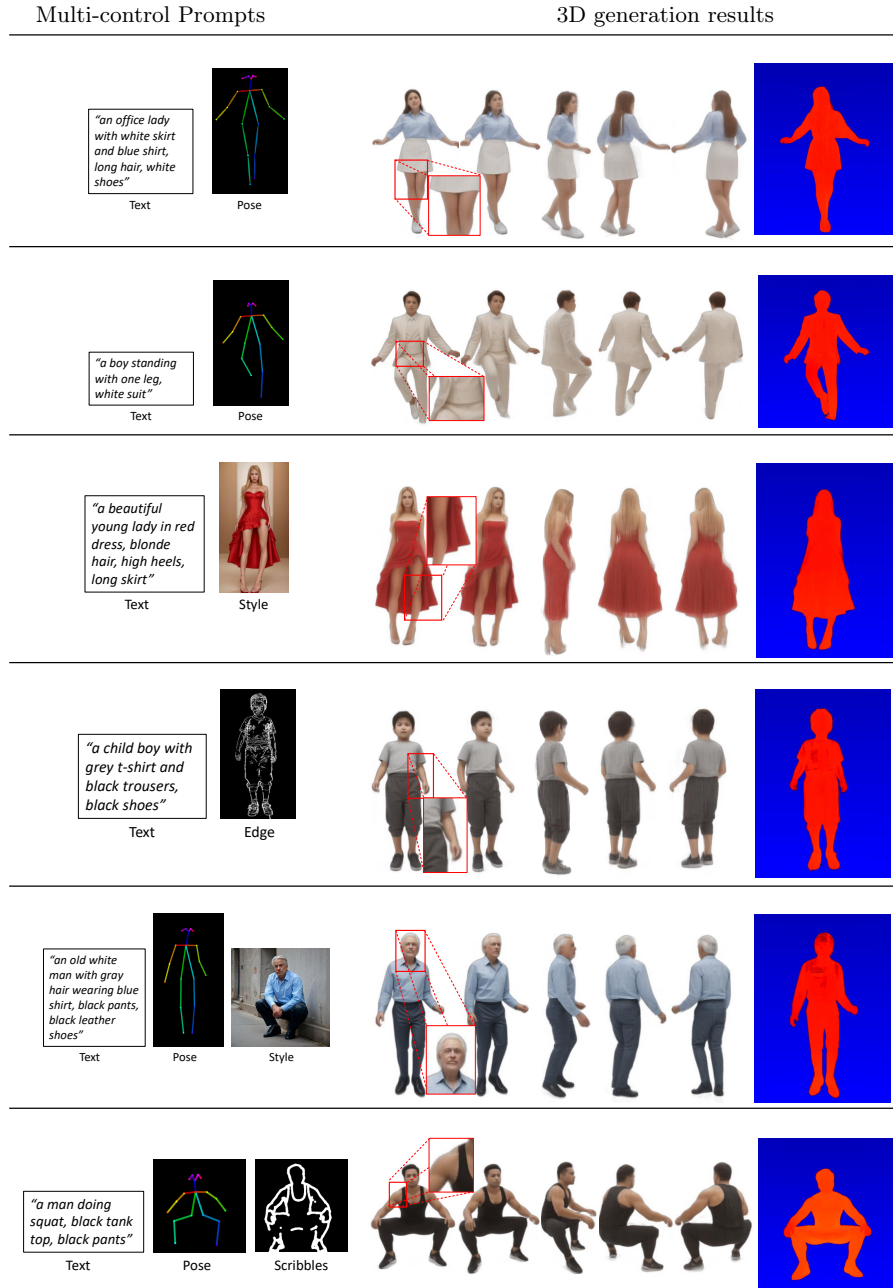 Multi-control Prompts
3D generation results
“an office lady
with white skirt
and blue shirt,
long hair, white
shoes”
Text
Pose
“a boy standing
with one leg,
white suit”
Text
Pose
“a beautiful
young lady in red
dress, blonde
hair, high heels,
long skirt”
Text
Style
“a child boy with
grey t-shirt and
black trousers,
black shoes”
Text
Edge
“an old white
man with gray
hair wearing blue
shirt, black pants,
black leather
shoes”
Text
Pose
Style
“a man doing
squat, black tank
top, black pants”
Text
Pose
Scribbles